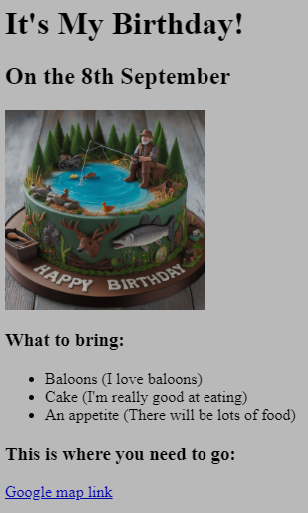 It's My Birthday!
On the 8th September
HAPPY BIRTHDAY
What to bring:
Baloons (I love baloons)
Cake (I'm really good at eating)
An appetite (There will be lots of food)
This is where you need to go:
Google map link